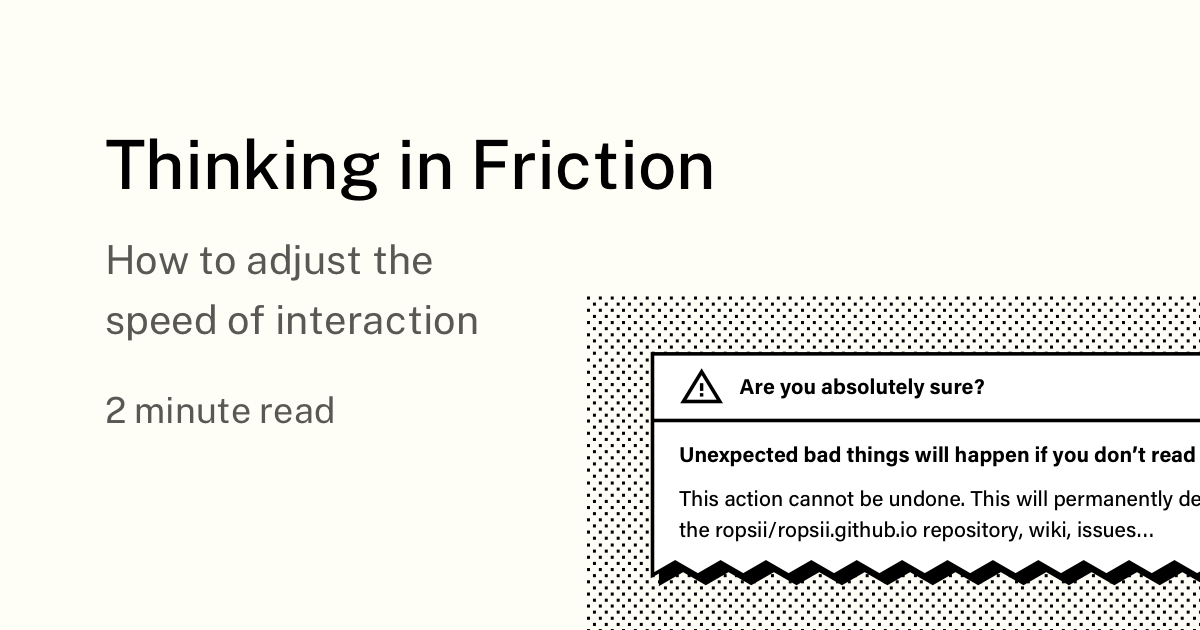 Thinking in Friction
How to adjust the
speed of interaction
2 minute read
Are you absolutely sure?
Unexpected bad things will happen if you don’t read
This action cannot be undone. This will permanently de
the ropsii/ropsii.github.io repository, wiki, issues…